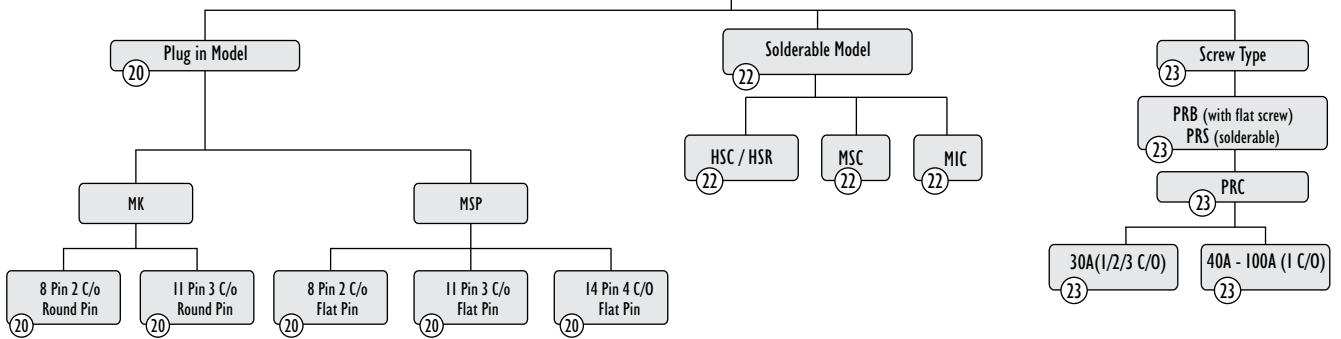 Plug in Model
20
Solderable Model
22
Screw Type
23
PRB (with flat screw)
PRS (solderable)
23
HSC / HSR
22
MSC
22
MIC
22
PRC
23
MK
MSP
30A(1/2/3 C/O)
23
40A - 100A (1 C/O)
23
8 Pin 2 C/o
Round Pin
20
11 Pin 3 C/o
Round Pin
20
8 Pin 2 C/o
Flat Pin
20
11 Pin 3 C/o
Flat Pin
20
14 Pin 4 C/O
Flat Pin
20